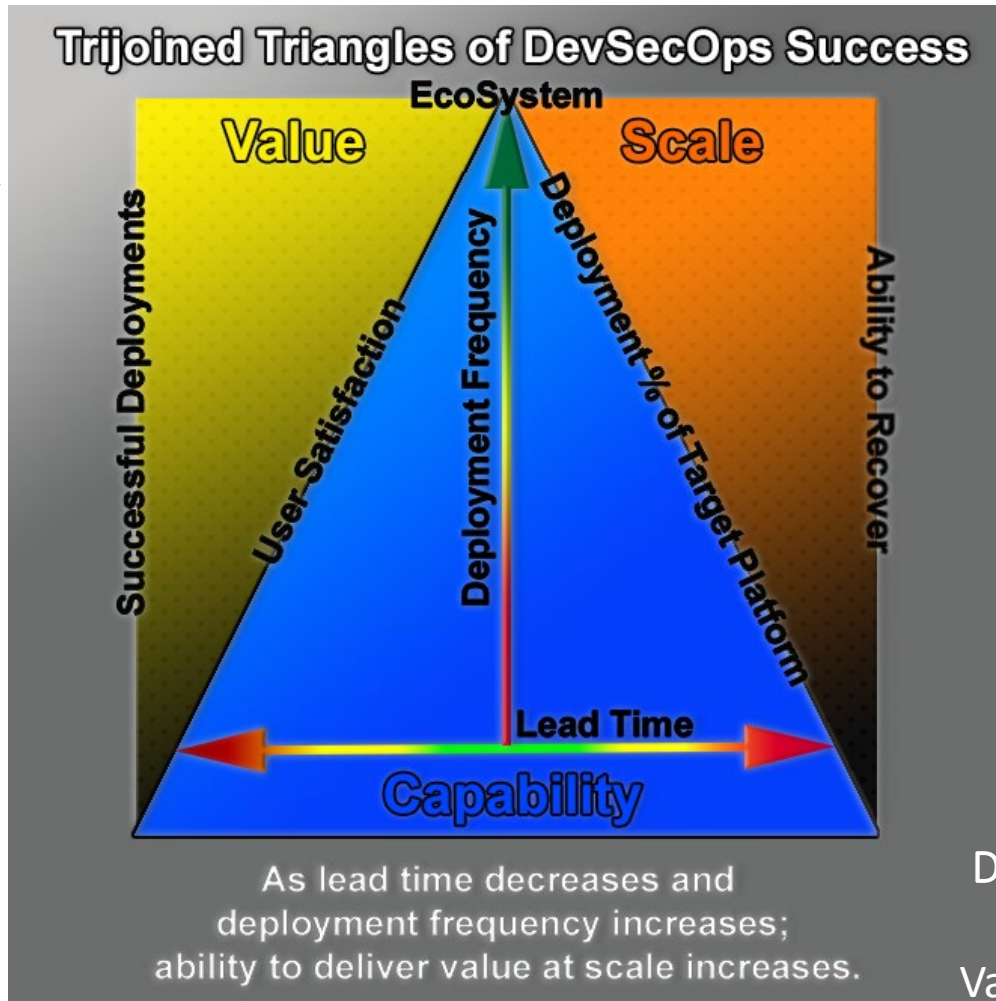 Trijoined Triangles of DevSecOps Success
EcoSystem
Value
Scale
Successful Deployments
User Satisfaction
Deployment Frequency
Deployment % of Target Platform
Ability to Recover
Lead Time
Capability
As lead time decreases and
deployment frequency increases;
ability to deliver value at scale increases.
D
Va